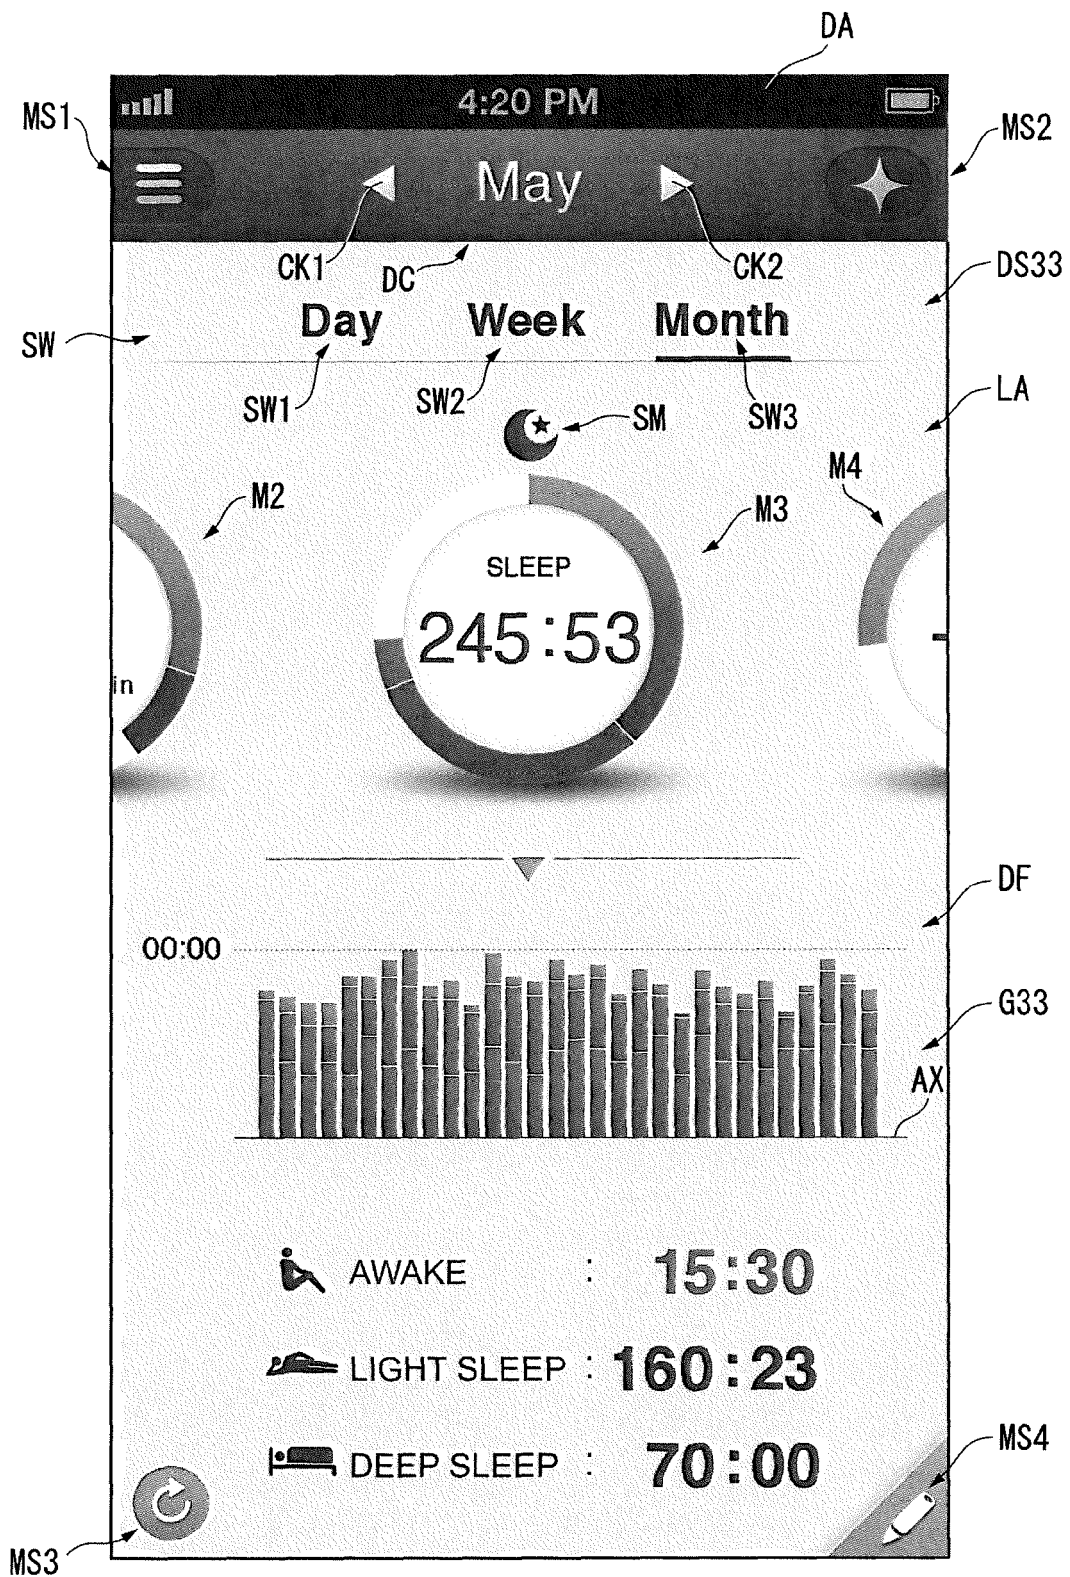 DA
4:20 PM
MS1
MS2
May
CK1
DC
CK2
DS33
Day Week Month
SW
SW1
SW2
SM
SW3
LA
M2
M3
M4
SLEEP
245:53
in
DF
00:00
G33
AX
AWAKE : 15:30
LIGHT SLEEP : 160:23
DEEP SLEEP : 70:00
MS4
MS3